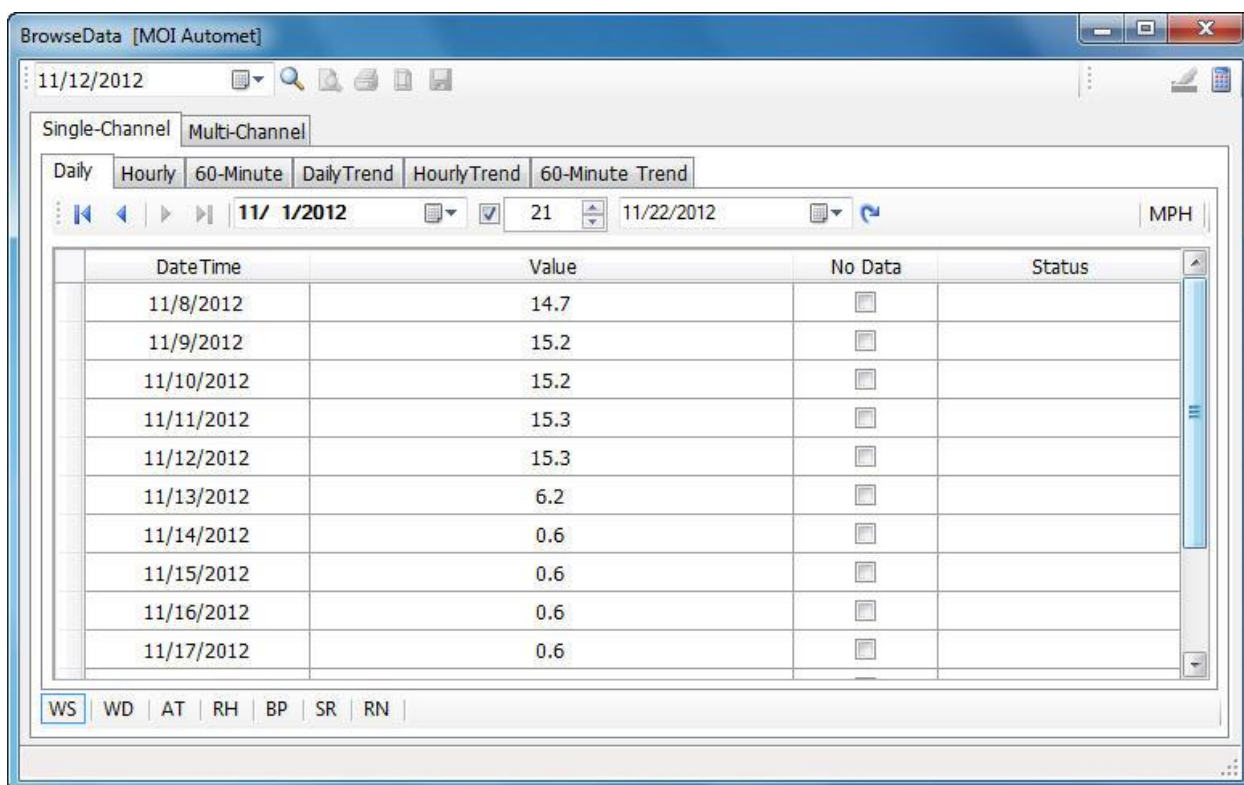 BrowseData [MOI Automet]
11/12/2012
Single-Channel Multi-Channel
Daily Hourly 60-Minute DailyTrend HourlyTrend 60-Minute Trend
11/ 1/2012 21 11/22/2012 MPH
DateTime Value No Data Status
11/8/2012 14.7
11/9/2012 15.2
11/10/2012 15.2
11/11/2012 15.3
11/12/2012 15.3
11/13/2012 6.2
11/14/2012 0.6
11/15/2012 0.6
11/16/2012 0.6
11/17/2012 0.6
WS WD AT RH BP SR RN